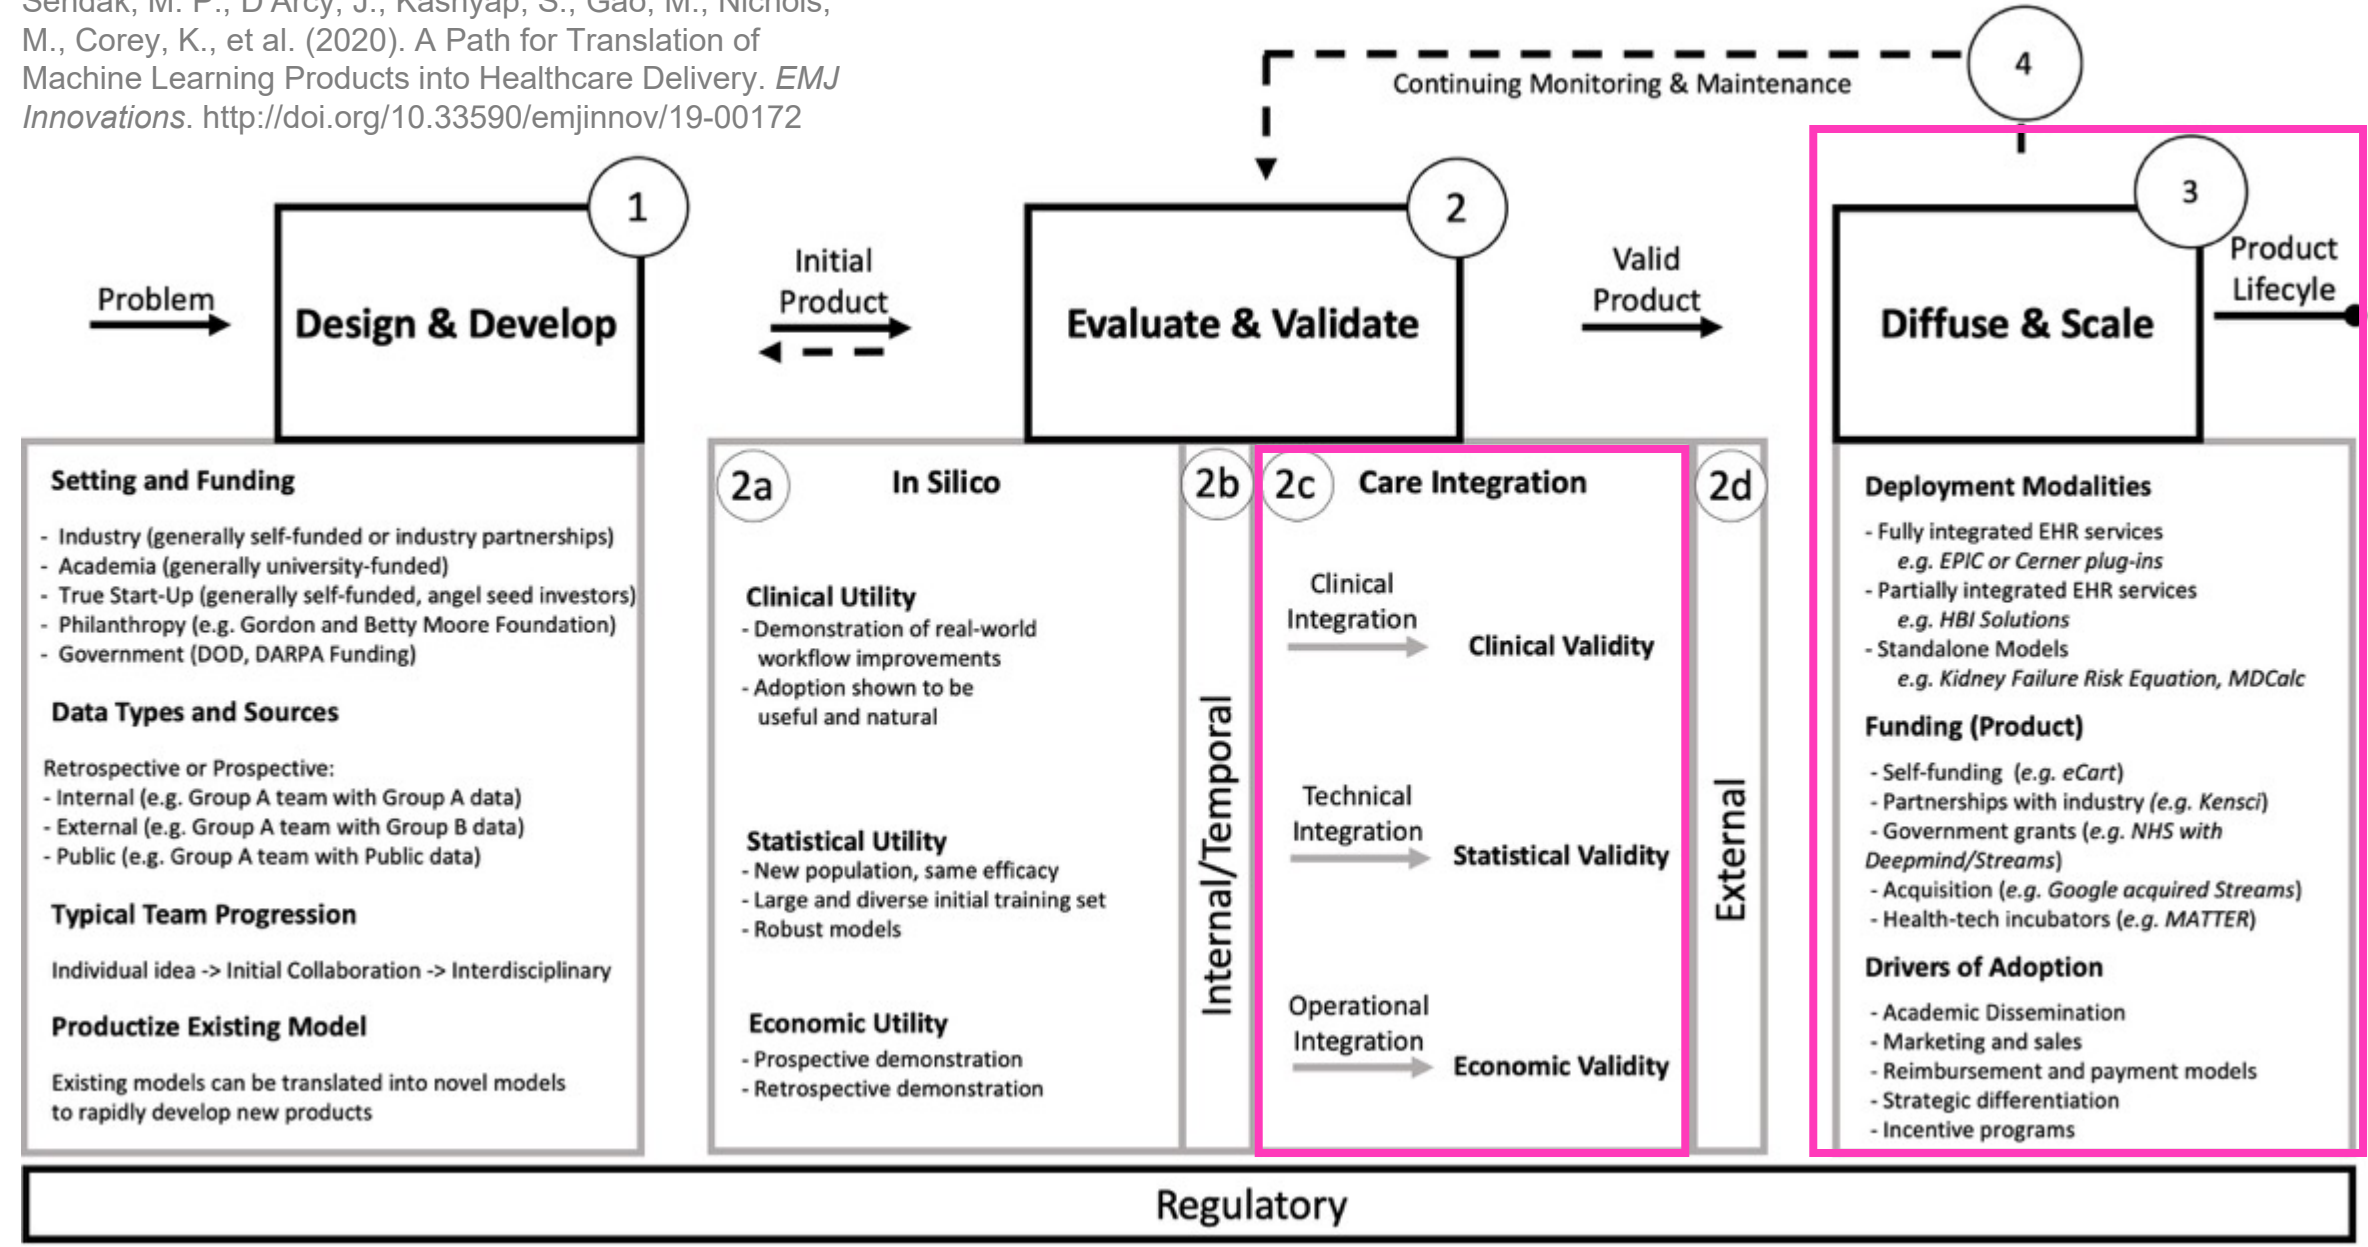 Sendak, M. P., D'Arcy, J., Kashyap, S., Gao, M., Nichols,
M., Corey, K., et al. (2020). A Path for Translation of
Machine Learning Products into Healthcare Delivery. EMJ
Innovations. http://doi.org/10.33590/emjinnov/19-00172
4
Continuing Monitoring & Maintenance
Problem
1
Design & Develop
Initial
Product
2
Evaluate & Validate
Valid
Product
3
Diffuse & Scale
Product
Lifecyle
Setting and Funding
- Industry (generally self-funded or industry partnerships)
- Academia (generally university-funded)
- True Start-Up (generally self-funded, angel seed investors)
- Philanthropy (e.g. Gordon and Betty Moore Foundation)
- Government (DOD, DARPA Funding)
Data Types and Sources
Retrospective or Prospective:
- Internal (e.g. Group A team with Group A data)
- External (e.g. Group A team with Group B data)
- Public (e.g. Group A team with Public data)
Typical Team Progression
Individual idea -> Initial Collaboration -> Interdisciplinary
Productize Existing Model
Existing models can be translated into novel models
to rapidly develop new products
2a
In Silico
Clinical Utility
- Demonstration of real-world
workflow improvements
- Adoption shown to be
useful and natural
Statistical Utility
- New population, same efficacy
- Large and diverse initial training set
- Robust models
Economic Utility
- Prospective demonstration
- Retrospective demonstration
2b
Internal/Temporal
2c
Care Integration
Clinical
Integration
Clinical Validity
Technical
Integration
Statistical Validity
Operational
Integration
Economic Validity
2d
External
Deployment Modalities
- Fully integrated EHR services
e.g. EPIC or Cerner plug-ins
- Partially integrated EHR services
e.g. HBI Solutions
- Standalone Models
e.g. Kidney Failure Risk Equation, MDCalc
Funding (Product)
- Self-funding (e.g. eCart)
- Partnerships with industry (e.g. Kensci)
- Government grants (e.g. NHS with
Deepmind/Streams)
- Acquisition (e.g. Google acquired Streams)
- Health-tech incubators (e.g. MATTER)
Drivers of Adoption
- Academic Dissemination
- Marketing and sales
- Reimbursement and payment models
- Strategic differentiation
- Incentive programs
Regulatory